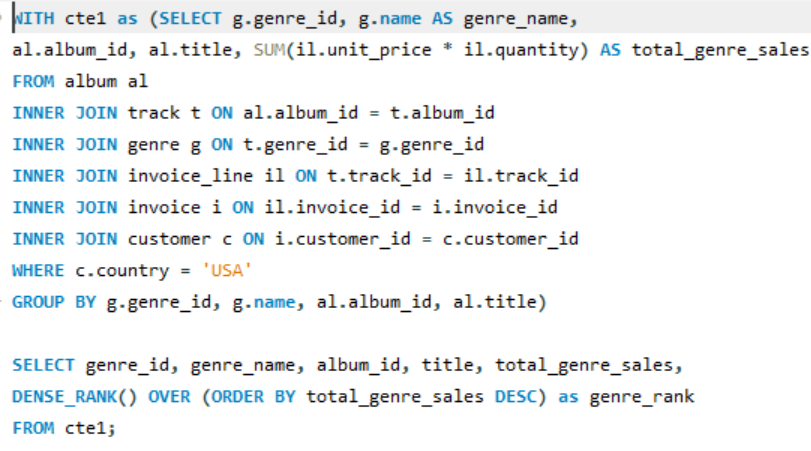 WITH cte1 as (SELECT g.genre_id, g.name AS genre_name,
al.album_id, al.title, SUM(il.unit_price * il.quantity) AS total_genre_sales
FROM album al
INNER JOIN track t ON al.album_id = t.album_id
INNER JOIN genre g ON t.genre_id = g.genre_id
INNER JOIN invoice_line il ON t.track_id = il.track_id
INNER JOIN invoice i ON il.invoice_id = i.invoice_id
INNER JOIN customer c ON i.customer_id = c.customer_id
WHERE c.country = 'USA'
GROUP BY g.genre_id, g.name, al.album_id, al.title)
SELECT genre_id, genre_name, album_id, title, total_genre_sales,
DENSE_RANK() OVER (ORDER BY total_genre_sales DESC) as genre_rank
FROM cte1;